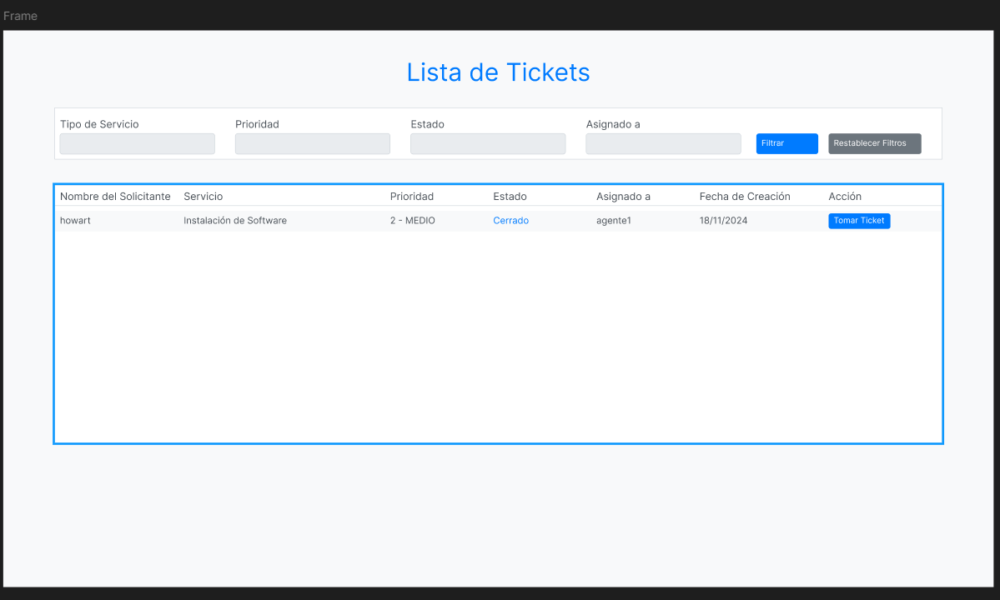 Frame
Lista de Tickets
Tipo de Servicio Prioridad Estado Asignado a
Filtrar Restablecer Filtros
Nombre del Solicitante Servicio Prioridad Estado Asignado a Fecha de Creación Acción
howart Instalación de Software 2 - MEDIO Cerrado agente1 18/11/2024 Tomar Ticket